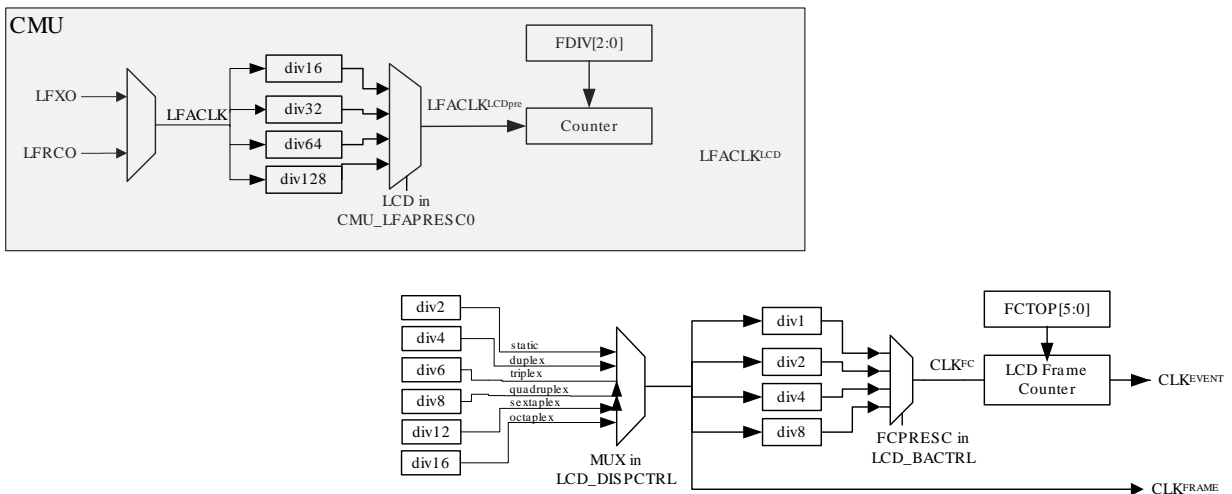 CMU
FDIV[2:0]
LFXO
LFRCO
LFACLK
div16
div32
div64
div128
LCD in
CMU_LFAPRESC0
LFACLKLCDpre
Counter
LFACLKLCD
div2
div4
div6
div8
div12
div16
static
duplex
triplex
quadruplex
sextaplex
octaplex
MUX in
LCD_DISPCTRL
div1
div2
div4
div8
FCPRESC in
LCD_BACTRL
CLKFC
FCTOP[5:0]
LCD Frame
Counter
CLKEVENT
CLKFRAME